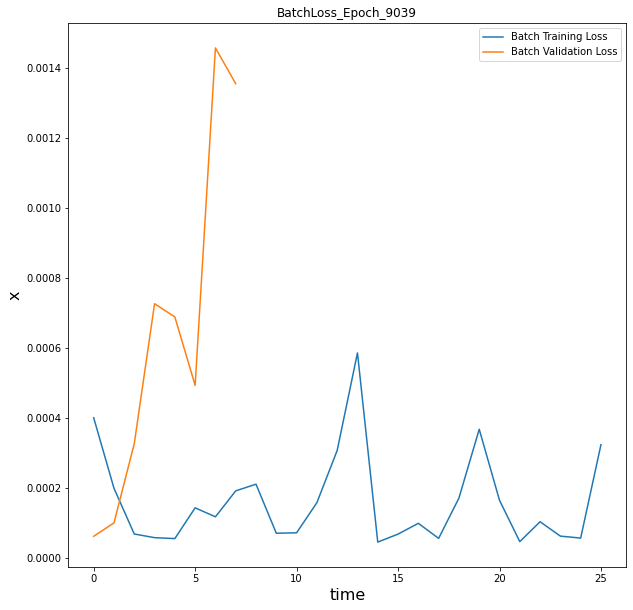 BatchLoss_Epoch_9039
Batch Training Loss
Batch Validation Loss
0.0014
0.0012
0.0010
0.0008
0.0006
0.0004
0.0002
0.0000
x
0 5 10 15 20 25
time